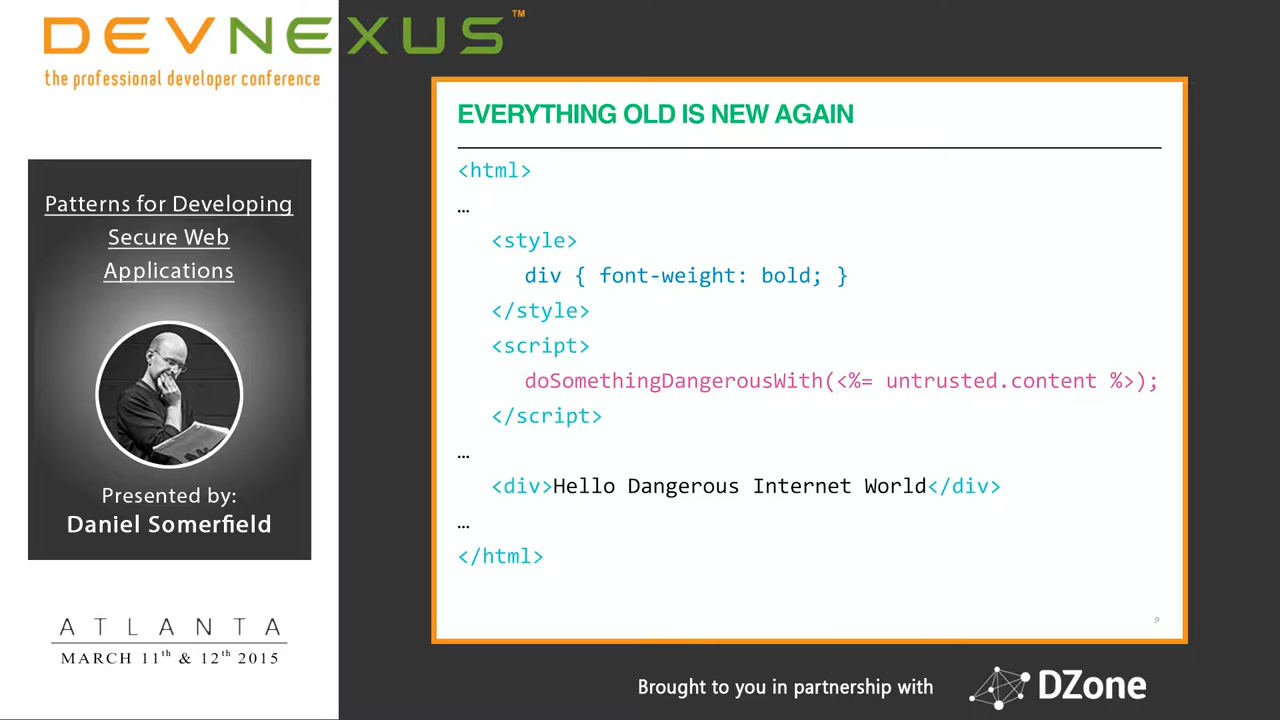 DEVNEXUS™
the professional developer conference
Patterns for Developing
Secure Web
Applications
Presented by:
Daniel Somerfield
ATLANTA
MARCH 11th & 12th 2015
EVERYTHING OLD IS NEW AGAIN
<html>
…
<style>
div { font-weight: bold; }
</style>
<script>
doSomethingDangerousWith(<%= untrusted.content %>);
</script>
…
<div>Hello Dangerous Internet World</div>
…
</html>
9
Brought to you in partnership with
DZone